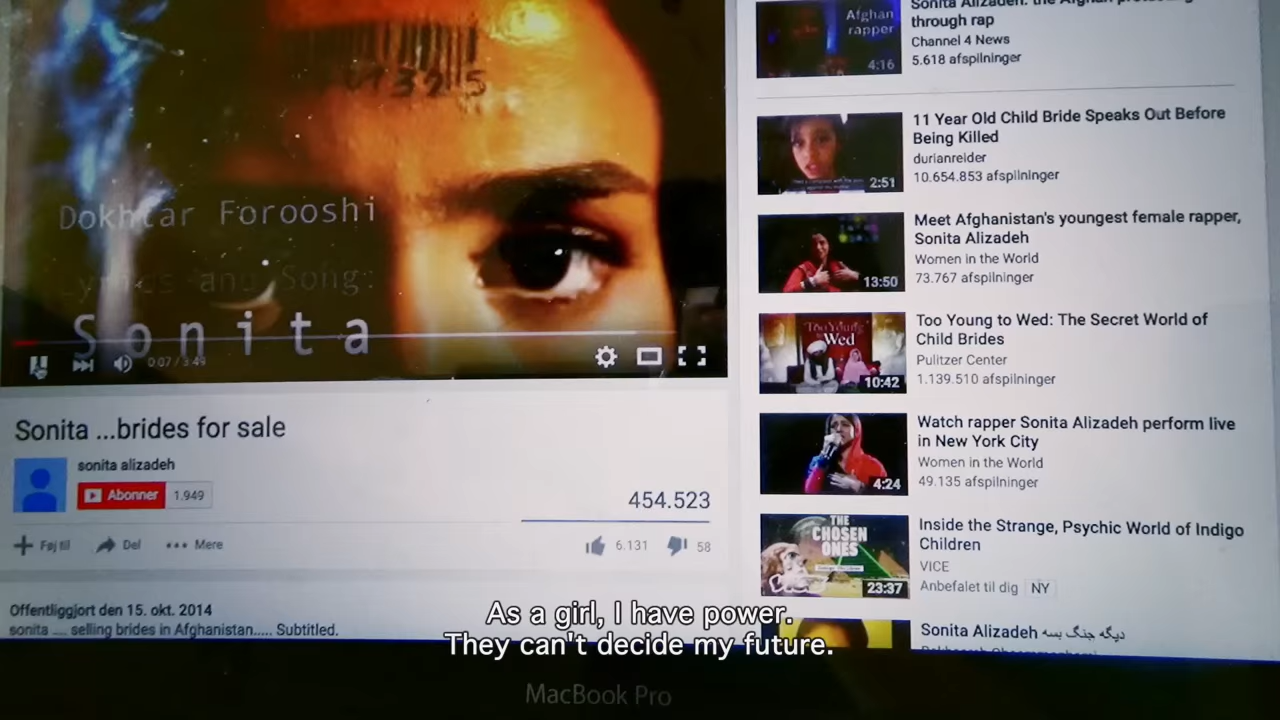 01325
Dokhtar Forooshi
Lyrics and Song:
Sonita
0:07 / 3:49
Sonita ...brides for sale
sonita alizadeh
Abonner 1.949
454.523
Føj til Del Mere
6.131 58
Offentliggjort den 15. okt. 2014
sonita .... selling brides in Afghanistan..... Subtitled.
Afghan
rapper
4:16
Sonita Alizadeh: the Afghan
through rap
Channel 4 News
5.618 afspilninger
2:51
11 Year Old Child Bride Speaks Out Before
Being Killed
durianreider
10.654.853 afspilninger
13:50
Meet Afghanistan's youngest female rapper,
Sonita Alizadeh
Women in the World
73.767 afspilninger
Too Young to
Wed
10:42
Too Young to Wed: The Secret World of
Child Brides
Pulitzer Center
1.139.510 afspilninger
4:24
Watch rapper Sonita Alizadeh perform live
in New York City
Women in the World
49.135 afspilninger
THE
CHOSEN
ONES
23:37
Inside the Strange, Psychic World of Indigo
Children
VICE
Anbefalet til dig NY
Sonita Alizadeh دیگه جنگ بسه
As a girl, I have power.
They can't decide my future.
MacBook Pro